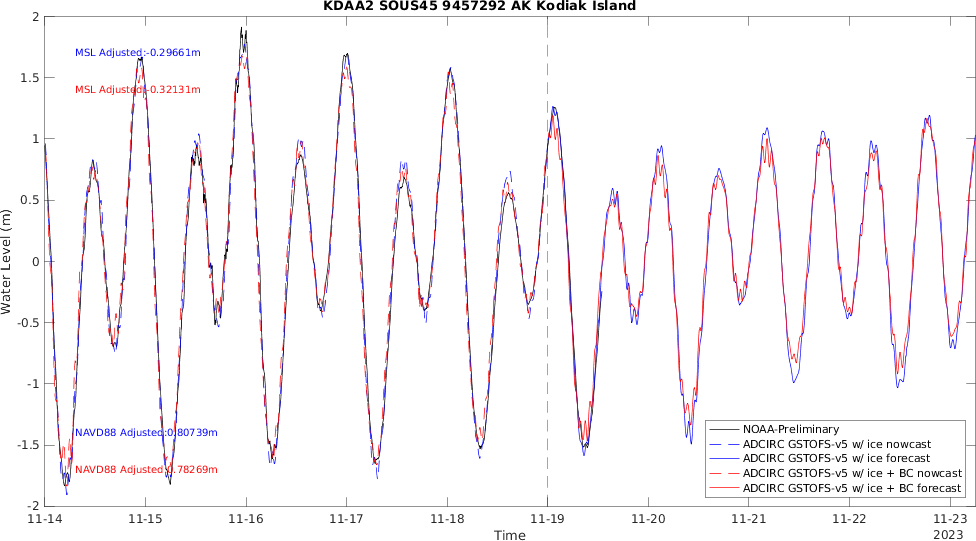 KDAA2 SOUS45 9457292 AK Kodiak Island
2
1.5
1
0.5
0
-0.5
-1
-1.5
-2
Water Level (m)
MSL Adjusted:-0.29661m
MSL Adjusted:-0.32131m
NAVD88 Adjusted:0.80739m
NAVD88 Adjusted:0.78269m
NOAA-Preliminary
ADCIRC GSTOFS-v5 w/ ice nowcast
ADCIRC GSTOFS-v5 w/ ice forecast
ADCIRC GSTOFS-v5 w/ ice + BC nowcast
ADCIRC GSTOFS-v5 w/ ice + BC forecast
11-14 11-15 11-16 11-17 11-18 11-19 11-20 11-21 11-22 11-23
Time
2023